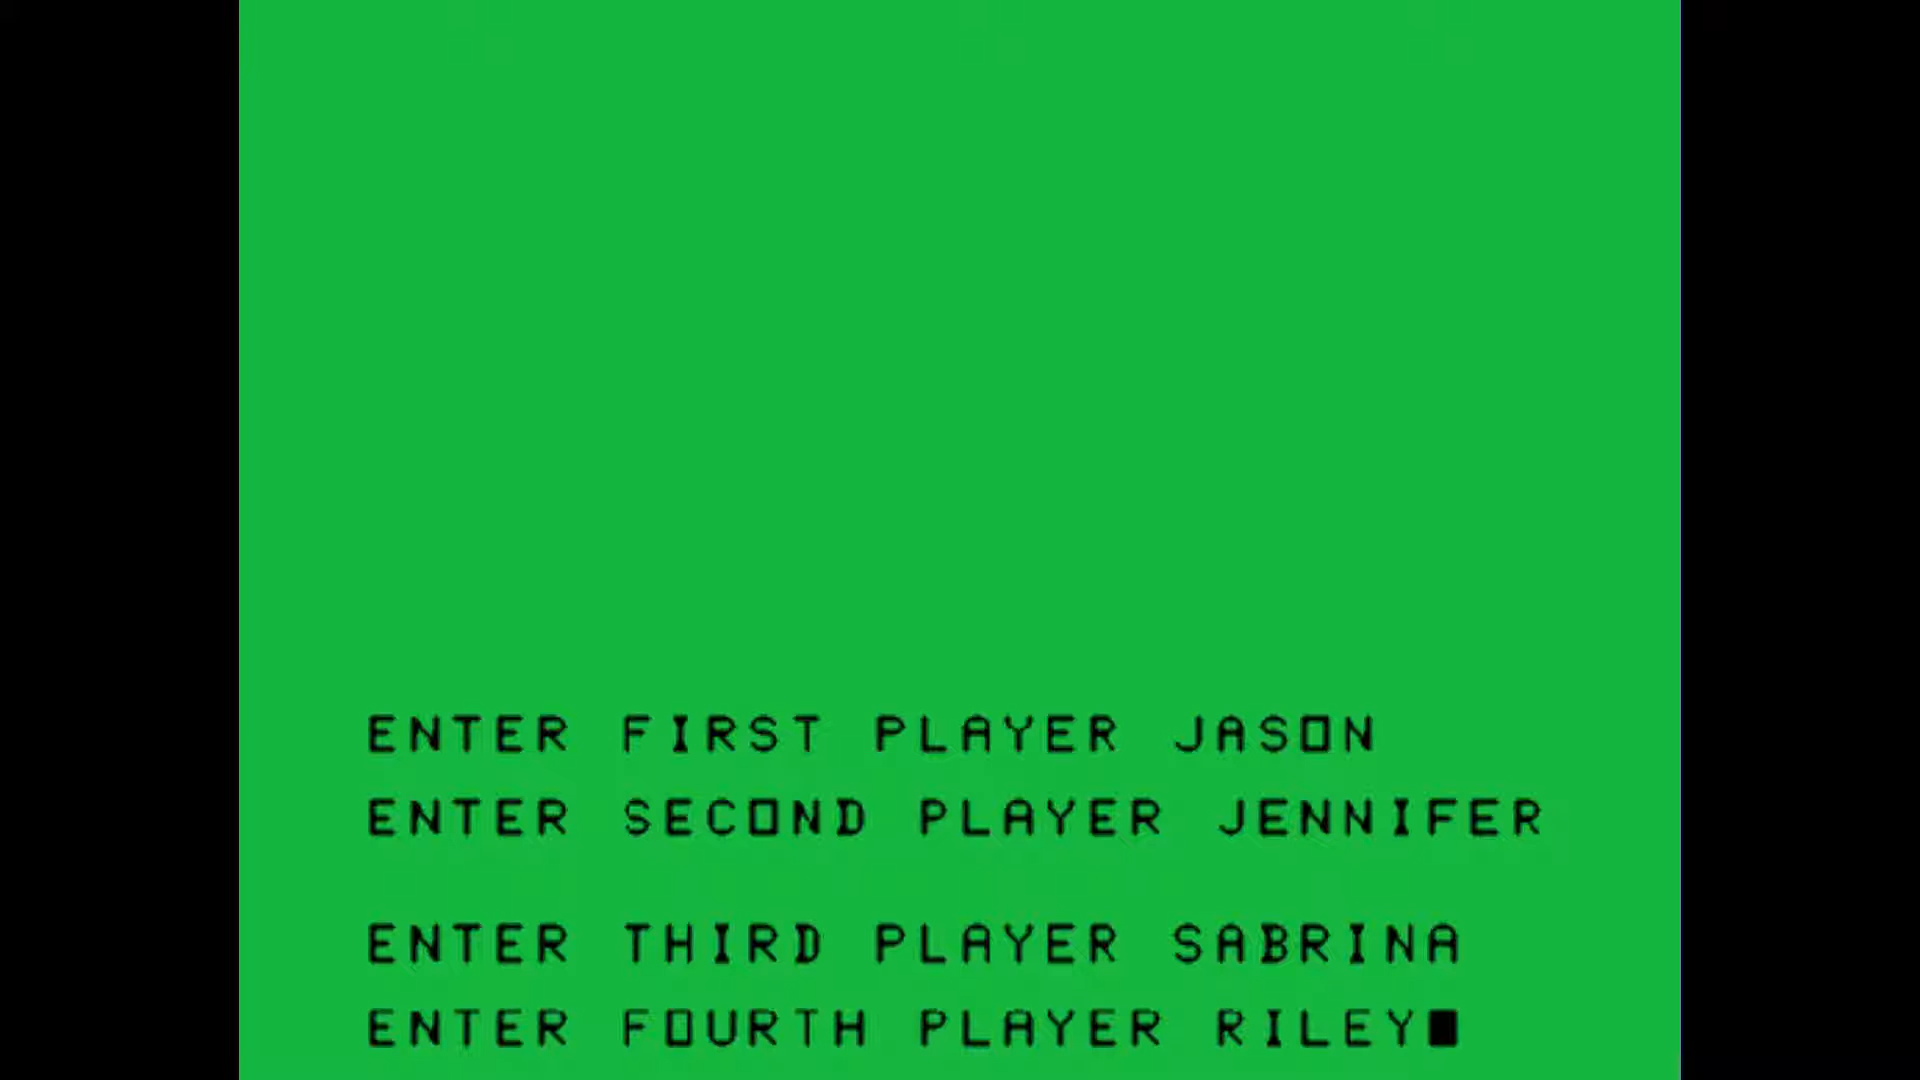 ENTER FIRST PLAYER JASON
ENTER SECOND PLAYER JENNIFER
ENTER THIRD PLAYER SABRINA
ENTER FOURTH PLAYER RILEY